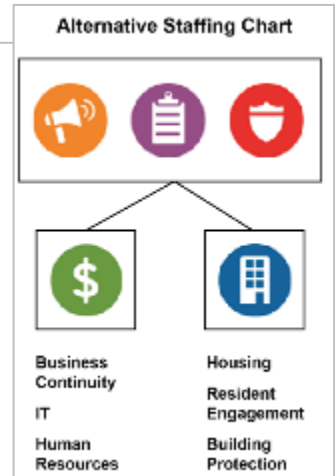 Alternative Staffing Chart
$
Business
Continuity
IT
Human
Resources
Housing
Resident
Engagement
Building
Protection